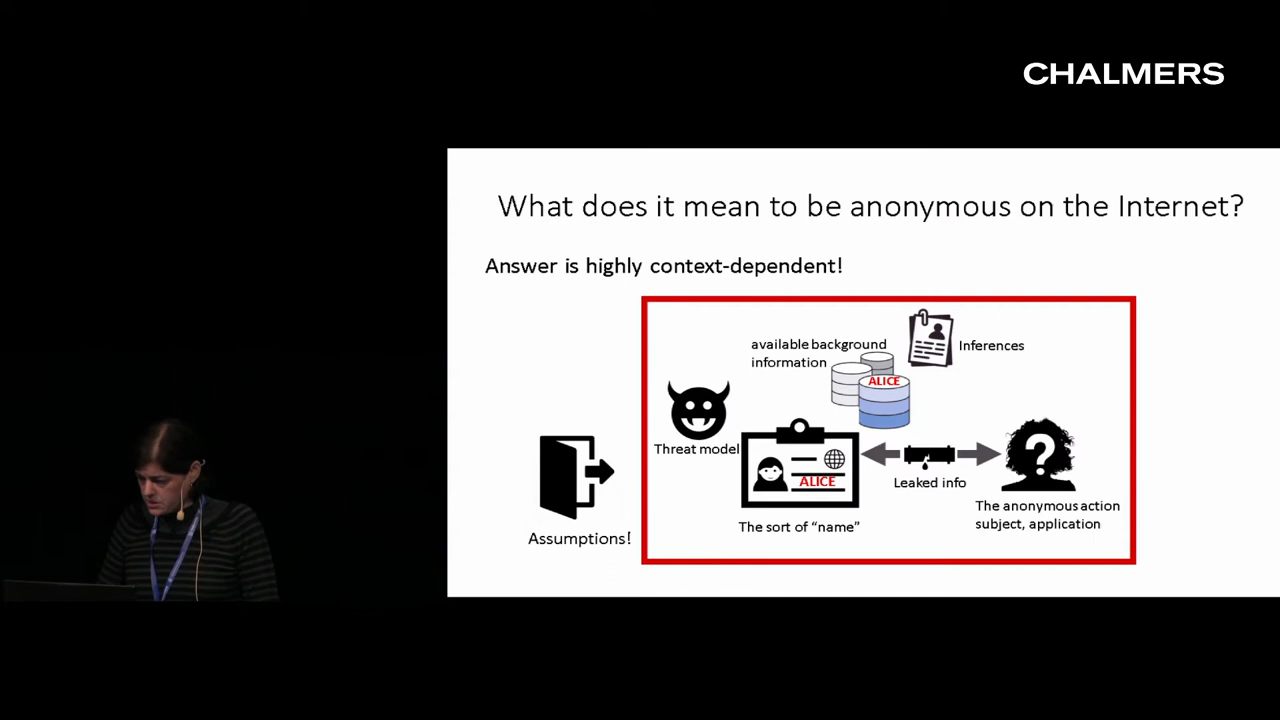 CHALMERS
What does it mean to be anonymous on the Internet?
Answer is highly context-dependent!
available background
information
Inferences
ALICE
Threat model
ALICE
Leaked info
The anonymous action
subject, application
The sort of “name”
Assumptions!